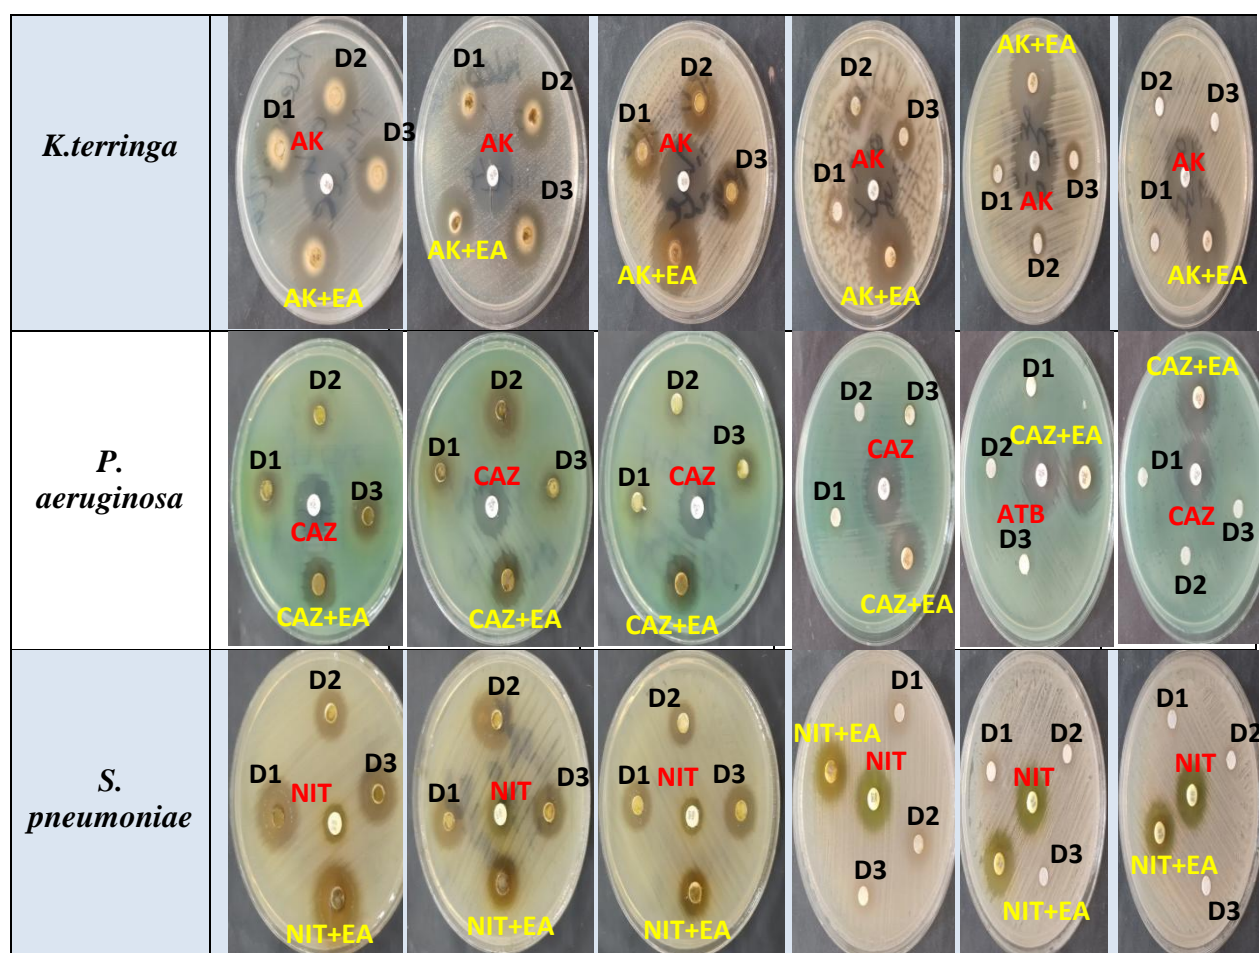 K.terringa
D2
D1
AK
D3
AK+EA
D1
D2
AK
D3
AK+EA
D2
D1
AK
D3
AK+EA
D2
D3
AK
D1
AK+EA
AK+EA
D1
D3
AK
D2
D2
D3
AK
D1
AK+EA
P.
aeruginosa
D2
D1
D3
CAZ
CAZ+EA
D2
D1
D3
CAZ
CAZ+EA
D2
D3
D1
CAZ
CAZ+EA
D2
D3
CAZ
D1
CAZ+EA
D1
CAZ+EA
D2
ATB
D3
CAZ+EA
D1
CAZ
D3
D2
S.
pneumoniae
D2
D1
D3
NIT
NIT+EA
D2
D1
NIT
D3
NIT+EA
D2
NIT
D1
D3
NIT+EA
D1
NIT+EA
NIT
D2
D3
D1
D2
NIT
D3
NIT+EA
D1
D2
NIT
NIT+EA
D3